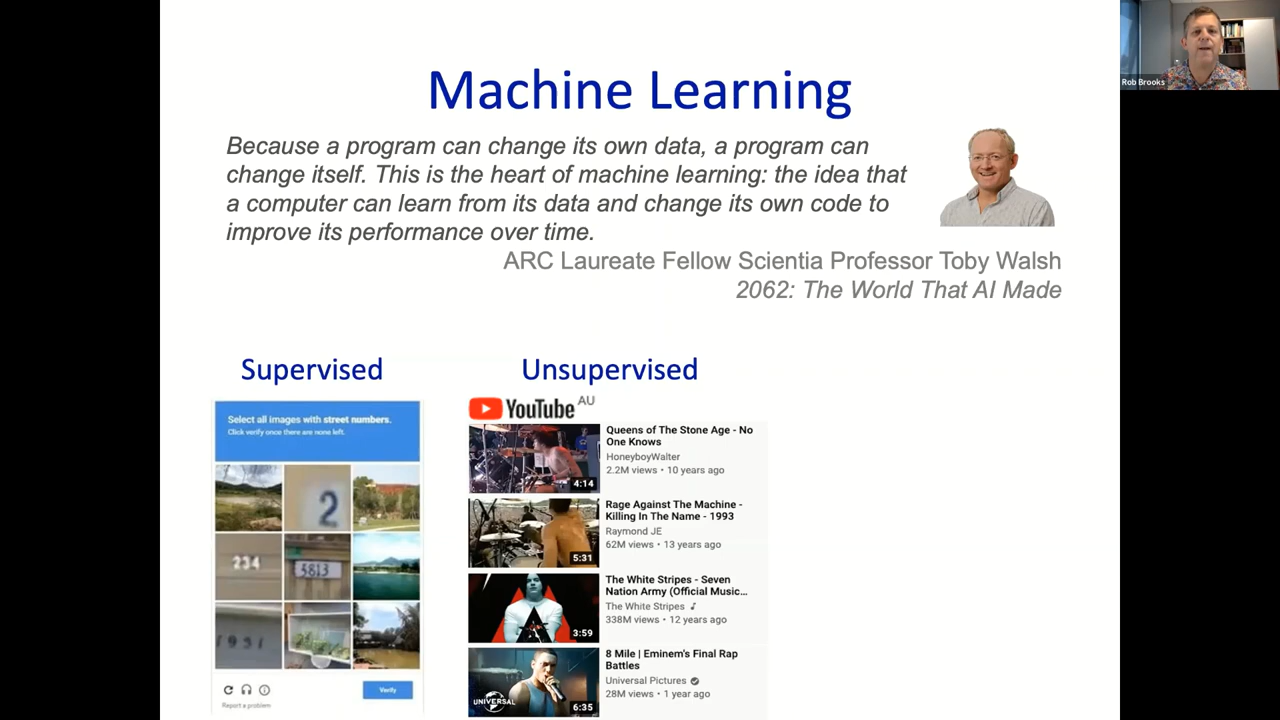 Machine Learning
Because a program can change its own data, a program can
change itself. This is the heart of machine learning: the idea that
a computer can learn from its data and change its own code to
improve its performance over time.
ARC Laureate Fellow Scientia Professor Toby Walsh
2062: The World That AI Made
Rob Brooks
Supervised
Select all images with street numbers.
Click verify once there are none left.
2
234
5813
1951
Verify
Report a problem
Unsupervised
YouTube AU
4:14
Queens of The Stone Age - No
One Knows
HoneyboyWalter
2.2M views • 10 years ago
5:31
Rage Against The Machine -
Killing In The Name - 1993
Raymond JE
62M views • 13 years ago
3:59
The White Stripes - Seven
Nation Army (Official Music...
The White Stripes
338M views • 12 years ago
UNIVERSAL
6:35
8 Mile | Eminem's Final Rap
Battles
Universal Pictures
28M views • 1 year ago